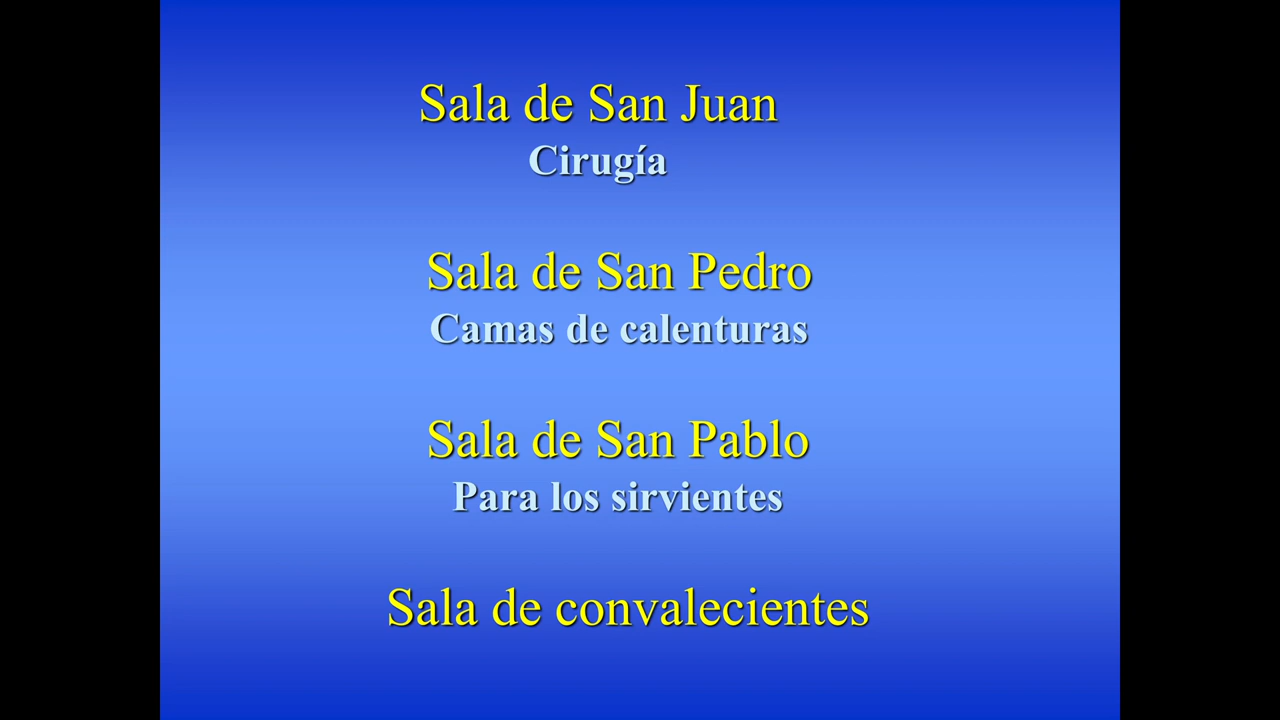 Sala de San Juan
Cirugía
Sala de San Pedro
Camas de calenturas
Sala de San Pablo
Para los sirvientes
Sala de convalecientes